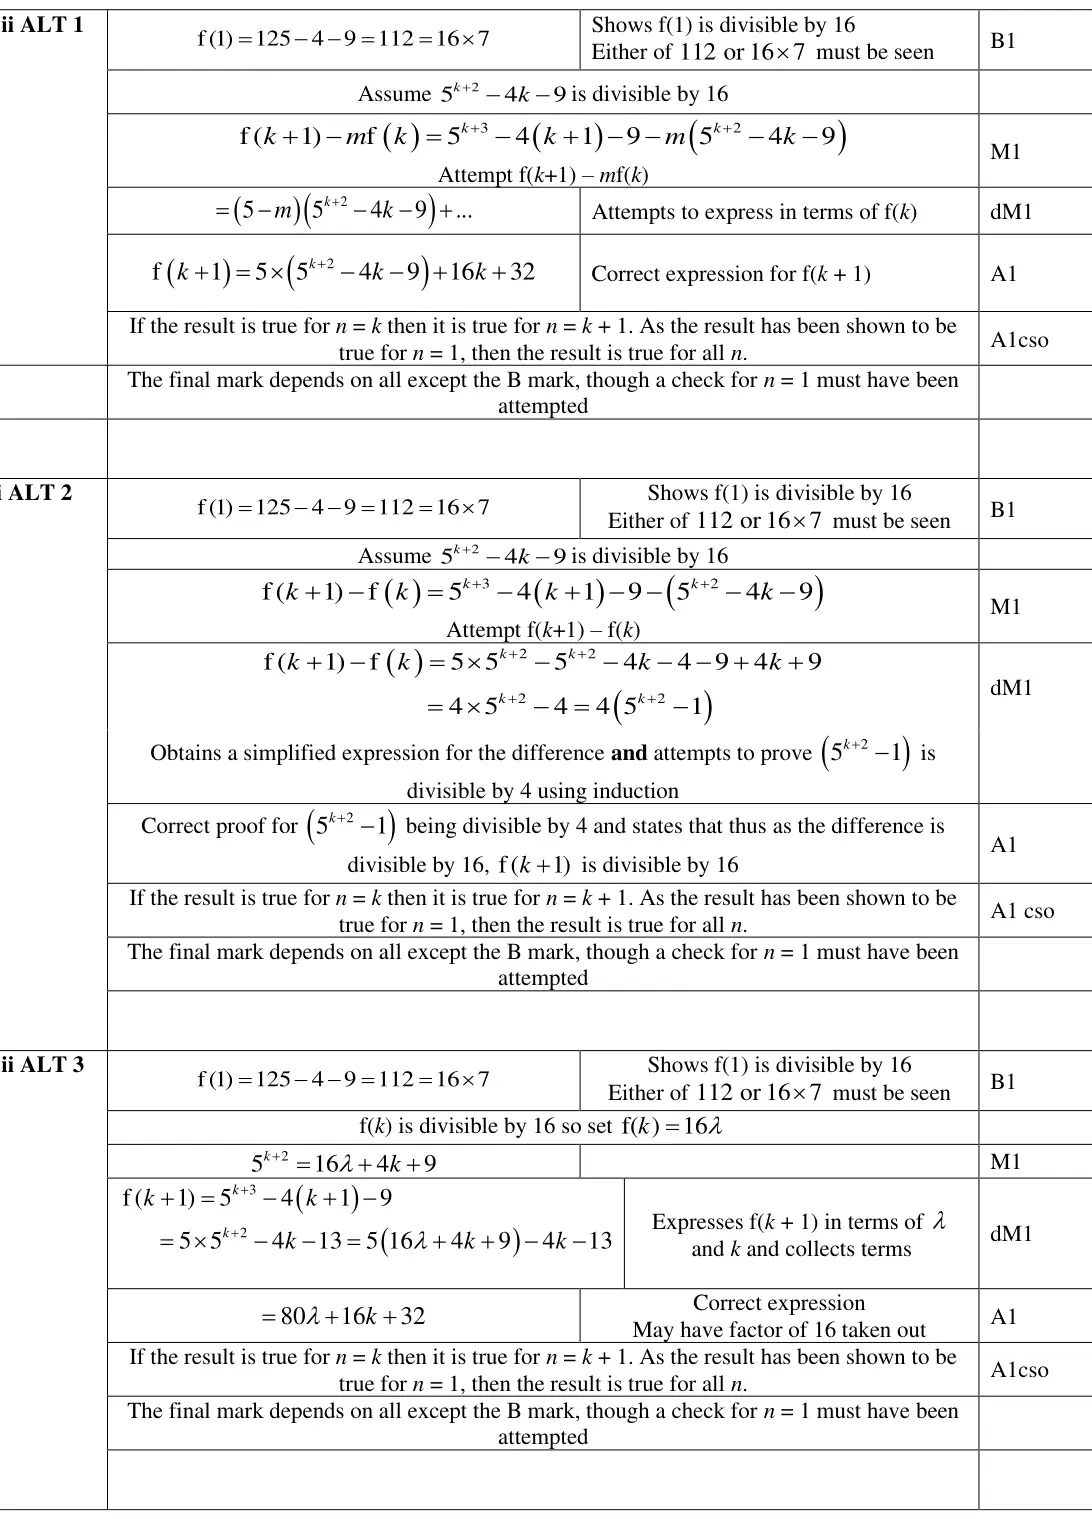 ii ALT 1
f(1) = 125 − 4 − 9 = 112 = 16 × 7
Shows f(1) is divisible by 16
Either of 112 or 16 × 7 must be seen
B1
Assume 5^{k+2} − 4k − 9 is divisible by 16
f(k + 1) − mf(k) = 5^{k+3} − 4(k + 1) − 9 − m(5^{k+2} − 4k − 9)
Attempt f(k+1) – mf(k)
M1
= (5 − m)(5^{k+2} − 4k − 9) + ...
Attempts to express in terms of f(k)
dM1
f(k + 1) = 5 × (5^{k+2} − 4k − 9) + 16k + 32
Correct expression for f(k + 1)
A1
If the result is true for n = k then it is true for n = k + 1. As the result has been shown to be
true for n = 1, then the result is true for all n.
A1cso
The final mark depends on all except the B mark, though a check for n = 1 must have been
attempted
i ALT 2
f(1) = 125 − 4 − 9 = 112 = 16 × 7
Shows f(1) is divisible by 16
Either of 112 or 16 × 7 must be seen
B1
Assume 5^{k+2} − 4k − 9 is divisible by 16
f(k + 1) − f(k) = 5^{k+3} − 4(k + 1) − 9 − (5^{k+2} − 4k − 9)
Attempt f(k+1) – f(k)
M1
f(k + 1) − f(k) = 5 × 5^{k+2} − 5^{k+2} − 4k − 4 − 9 + 4k + 9
= 4 × 5^{k+2} − 4 = 4(5^{k+2} − 1)
dM1
Obtains a simplified expression for the difference and attempts to prove (5^{k+2} − 1) is
divisible by 4 using induction
Correct proof for (5^{k+2} − 1) being divisible by 4 and states that thus as the difference is
divisible by 16, f(k + 1) is divisible by 16
A1
If the result is true for n = k then it is true for n = k + 1. As the result has been shown to be
true for n = 1, then the result is true for all n.
A1 cso
The final mark depends on all except the B mark, though a check for n = 1 must have been
attempted
ii ALT 3
f(1) = 125 − 4 − 9 = 112 = 16 × 7
Shows f(1) is divisible by 16
Either of 112 or 16 × 7 must be seen
B1
f(k) is divisible by 16 so set f(k) = 16λ
5^{k+2} = 16λ + 4k + 9
M1
f(k + 1) = 5^{k+3} − 4(k + 1) − 9
= 5 × 5^{k+2} − 4k − 13 = 5(16λ + 4k + 9) − 4k − 13
Expresses f(k + 1) in terms of λ
and k and collects terms
dM1
= 80λ + 16k + 32
Correct expression
May have factor of 16 taken out
A1
If the result is true for n = k then it is true for n = k + 1. As the result has been shown to be
true for n = 1, then the result is true for all n.
A1cso
The final mark depends on all except the B mark, though a check for n = 1 must have been
attempted